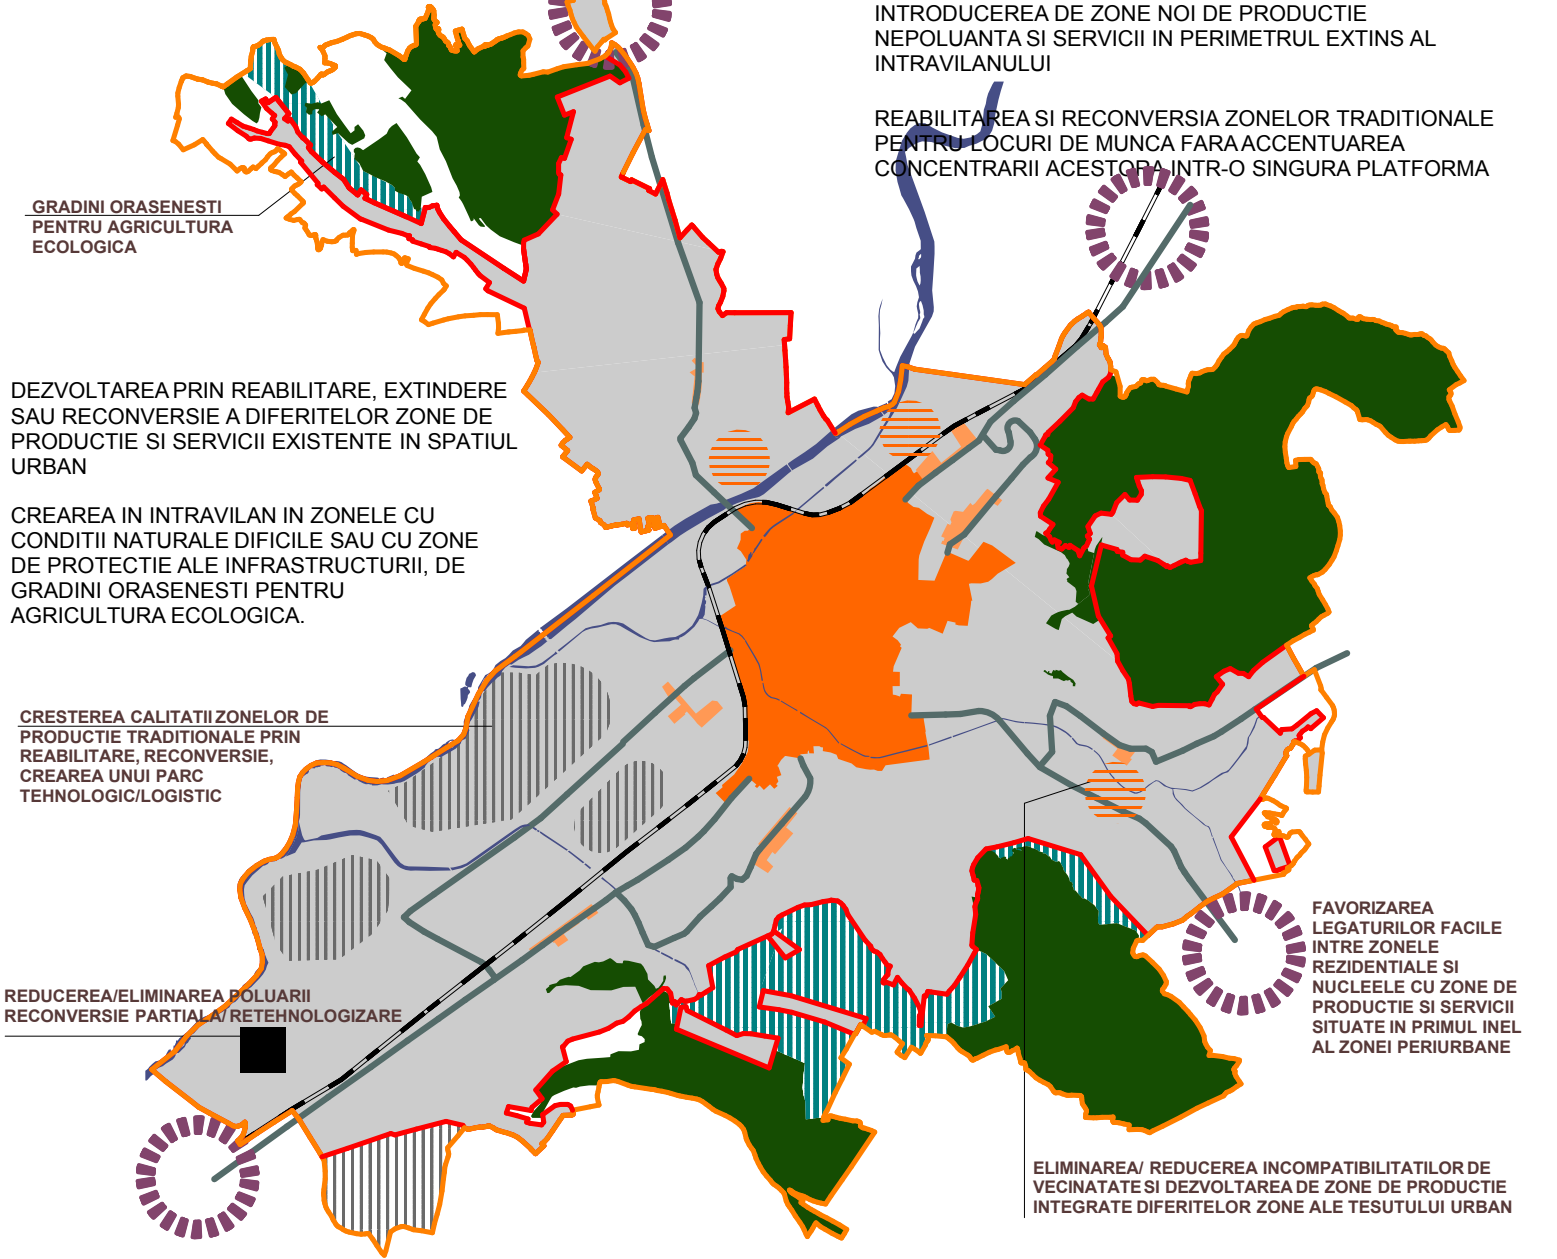 INTRODUCEREA DE ZONE NOI DE PRODUCTIE
NEPOLUANTA SI SERVICII IN PERIMETRUL EXTINS AL
INTRAVILANULUI
REABILITAREA SI RECONVERSIA ZONELOR TRADITIONALE
PENTRU LOCURI DE MUNCA FARA ACCENTUAREA
CONCENTRARII ACESTORA INTR-O SINGURA PLATFORMA
GRADINI ORASENESTI
PENTRU AGRICULTURA
ECOLOGICA
DEZVOLTAREA PRIN REABILITARE, EXTINDERE
SAU RECONVERSIE A DIFERITELOR ZONE DE
PRODUCTIE SI SERVICII EXISTENTE IN SPATIUL
URBAN
CREAREA IN INTRAVILAN IN ZONELE CU
CONDITII NATURALE DIFICILE SAU CU ZONE
DE PROTECTIE ALE INFRASTRUCTURII, DE
GRADINI ORASENESTI PENTRU
AGRICULTURA ECOLOGICA.
CRESTEREA CALITATII ZONELOR DE
PRODUCTIE TRADITIONALE PRIN
REABILITARE, RECONVERSIE,
CREAREA UNUI PARC
TEHNOLOGIC/LOGISTIC
REDUCEREA/ELIMINAREA POLUARII
RECONVERSIE PARTIALA/ RETEHNOLOGIZARE
FAVORIZAREA
LEGATURILOR FACILE
INTRE ZONELE
REZIDENTIALE SI
NUCLEELE CU ZONE DE
PRODUCTIE SI SERVICII
SITUATE IN PRIMUL INEL
AL ZONEI PERIURBANE
ELIMINAREA/ REDUCEREA INCOMPATIBILITATILOR DE
VECINATATE SI DEZVOLTAREA DE ZONE DE PRODUCTIE
INTEGRATE DIFERITELOR ZONE ALE TESUTULUI URBAN